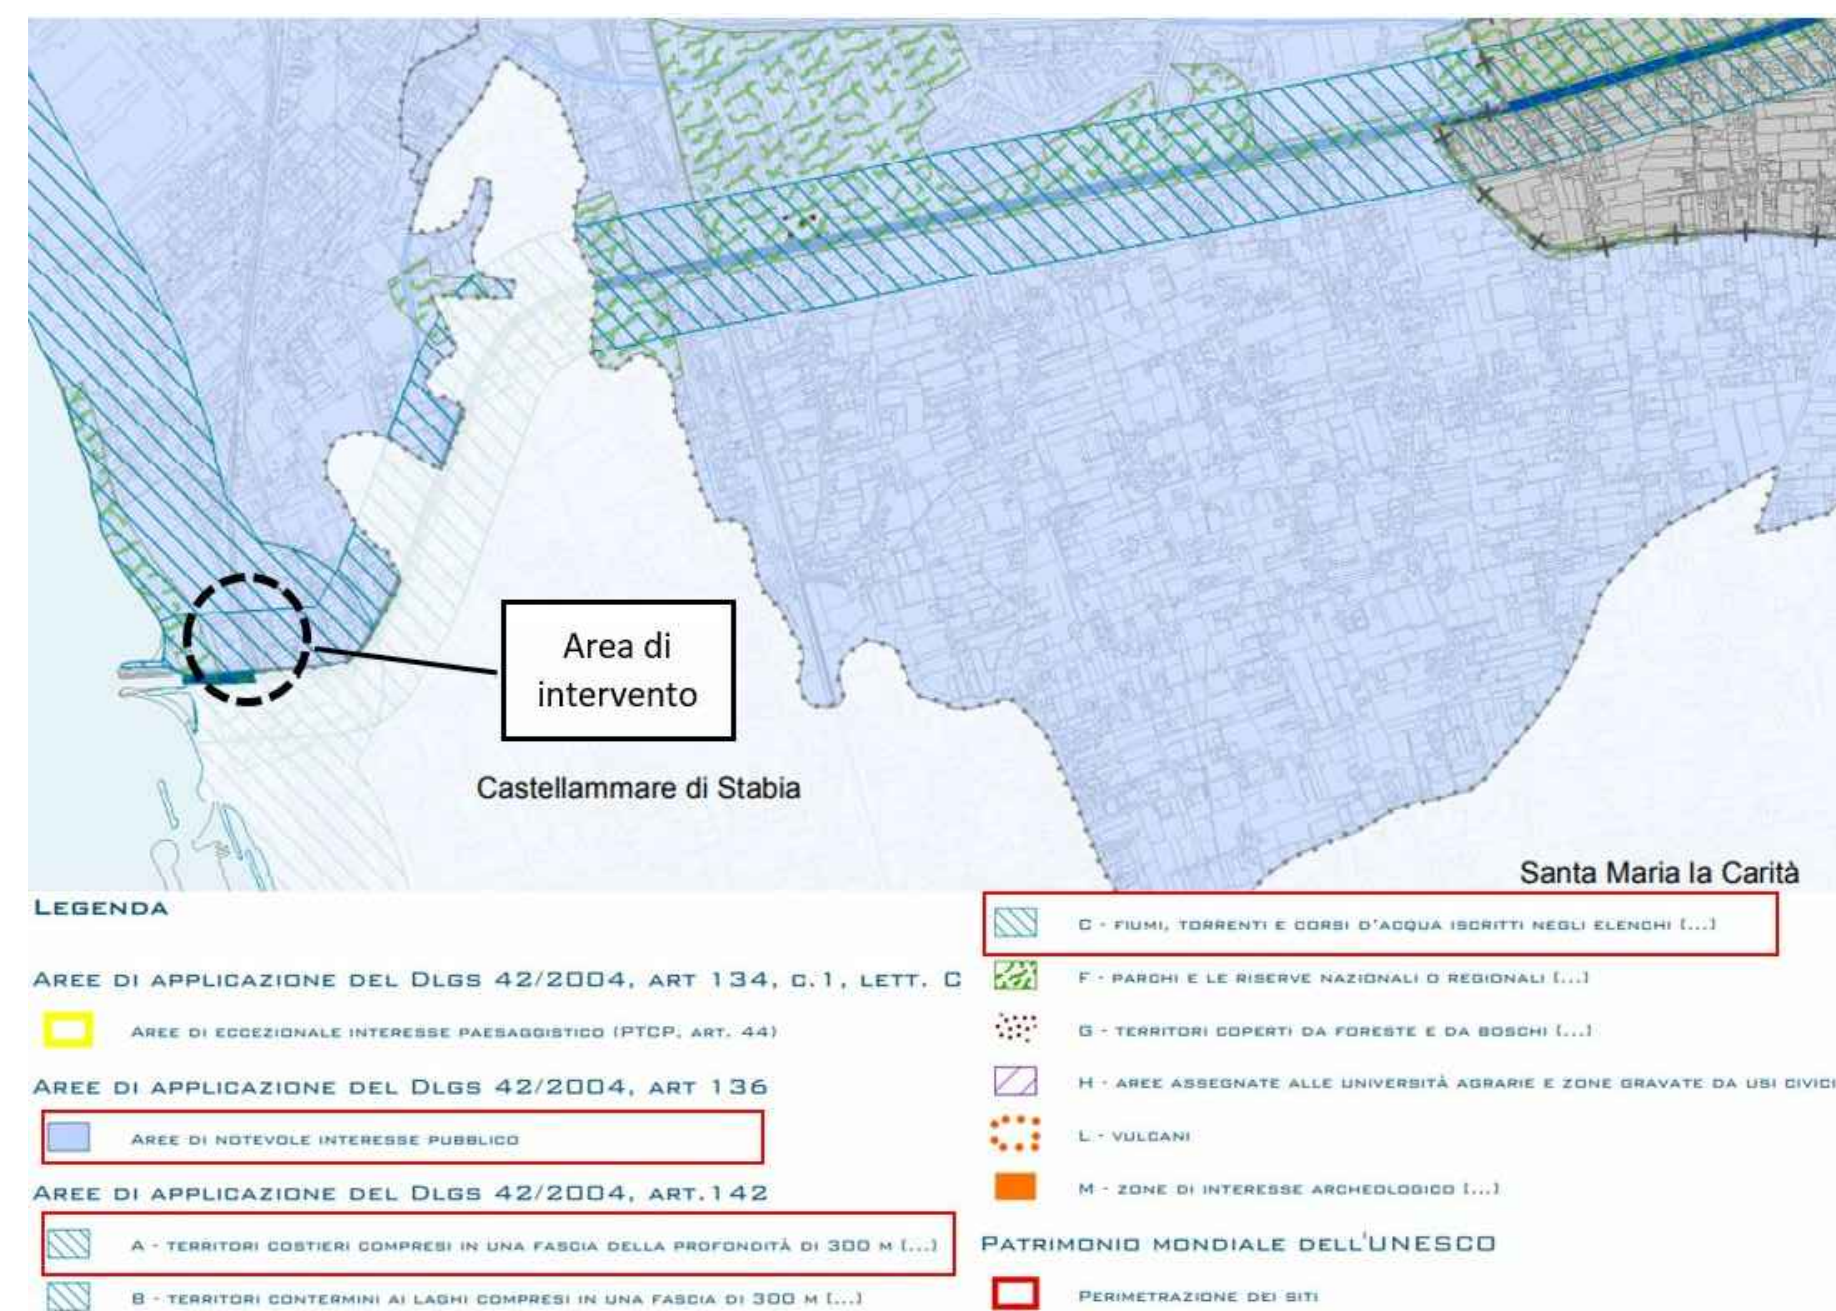 Area di
intervento
Castellammare di Stabia
Santa Maria la Carità
LEGENDA
AREE DI APPLICAZIONE DEL DLGS 42/2004, ART 134, C.1, LETT. C
AREE DI ECCEZIONALE INTERESSE PAESAGGISTICO (PTCP, ART. 44)
AREE DI APPLICAZIONE DEL DLGS 42/2004, ART 136
AREE DI NOTEVOLE INTERESSE PUBBLICO
AREE DI APPLICAZIONE DEL DLGS 42/2004, ART.142
A - TERRITORI COSTIERI COMPRESI IN UNA FASCIA DELLA PROFONDITÀ DI 300 M (...)
B - TERRITORI CONTERMINI AI LAGHI COMPRESI IN UNA FASCIA DI 300 M (...)
C - FIUMI, TORRENTI E CORSI D'ACQUA ISCRITTI NEGLI ELENCHI (...)
F - PARCHI E LE RISERVE NAZIONALI O REGIONALI (...)
G - TERRITORI COPERTI DA FORESTE E DA BOSCHI (...)
H - AREE ASSEGNATE ALLE UNIVERSITÀ AGRARIE E ZONE GRAVATE DA USI CIVICI
L - VULCANI
M - ZONE DI INTERESSE ARCHEOLOGICO (...)
PATRIMONIO MONDIALE DELL'UNESCO
PERIMETRAZIONE DEI SITI